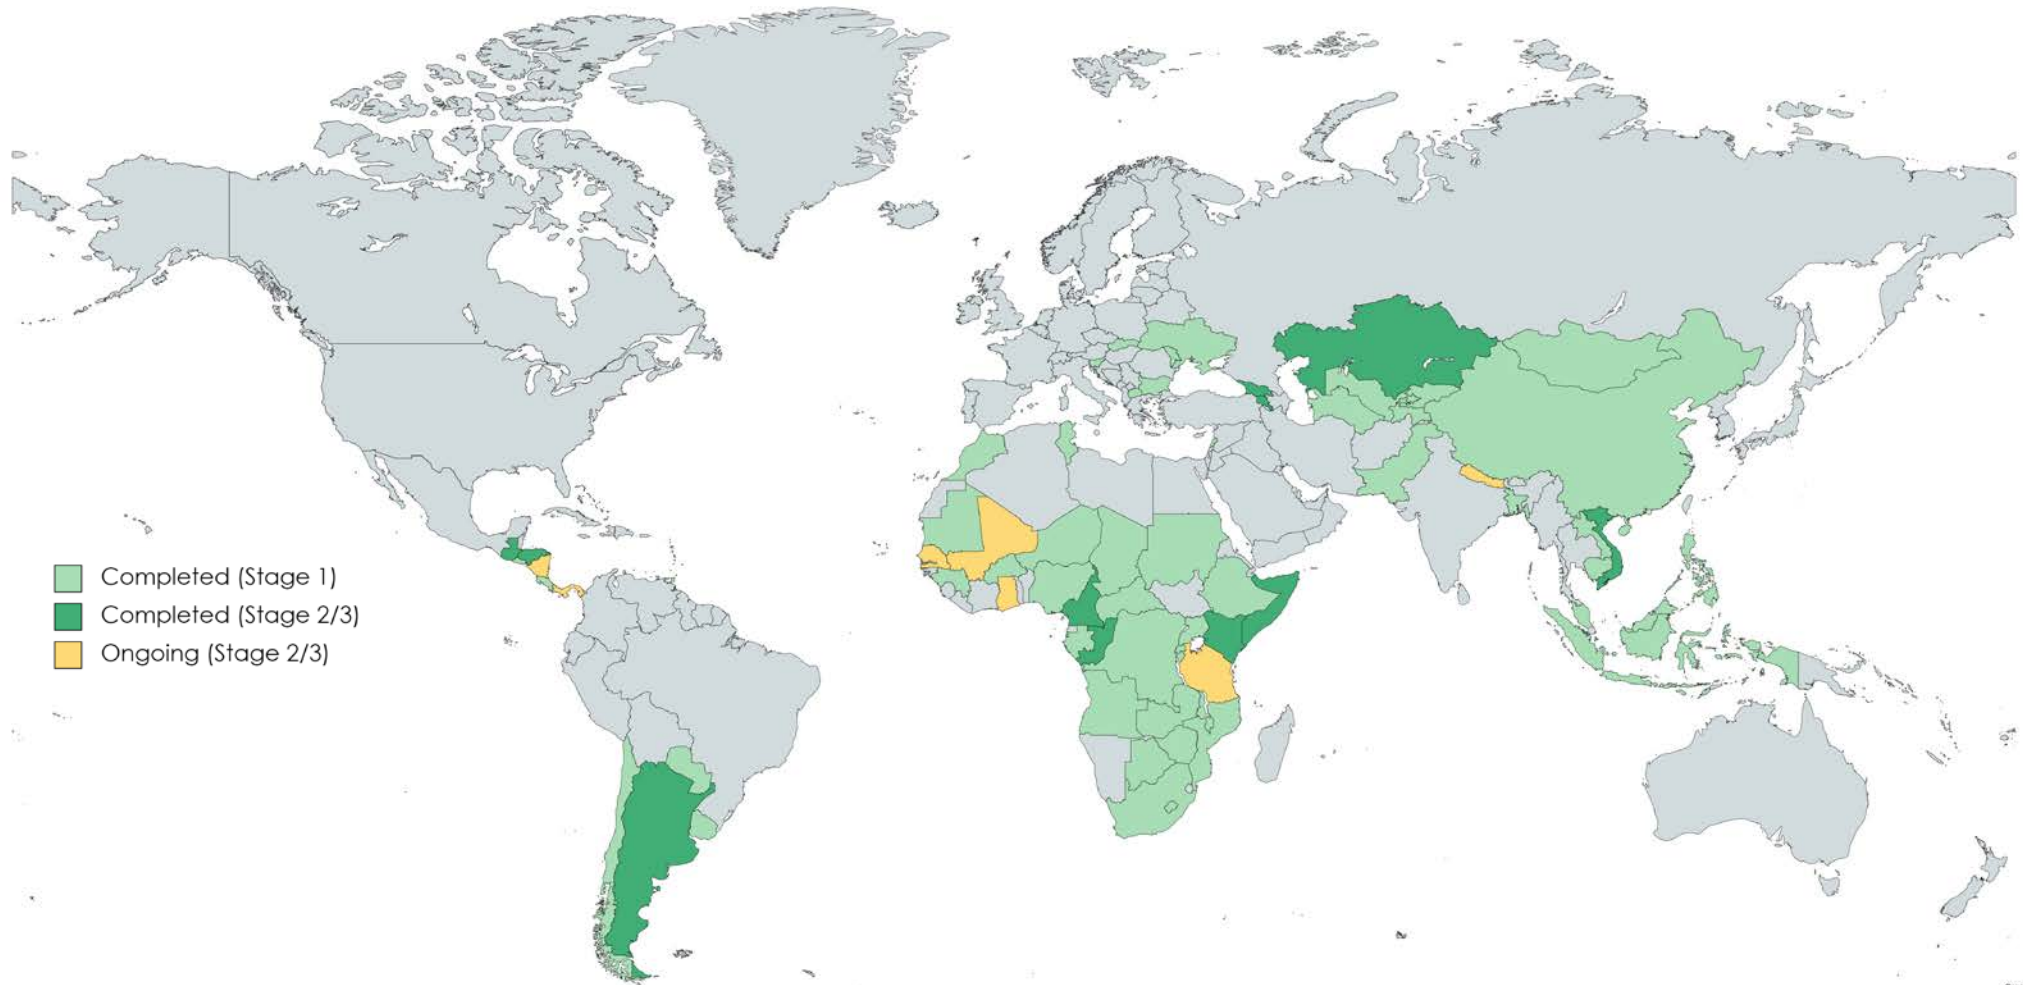 Completed (Stage 1)
Completed (Stage 2/3)
Ongoing (Stage 2/3)